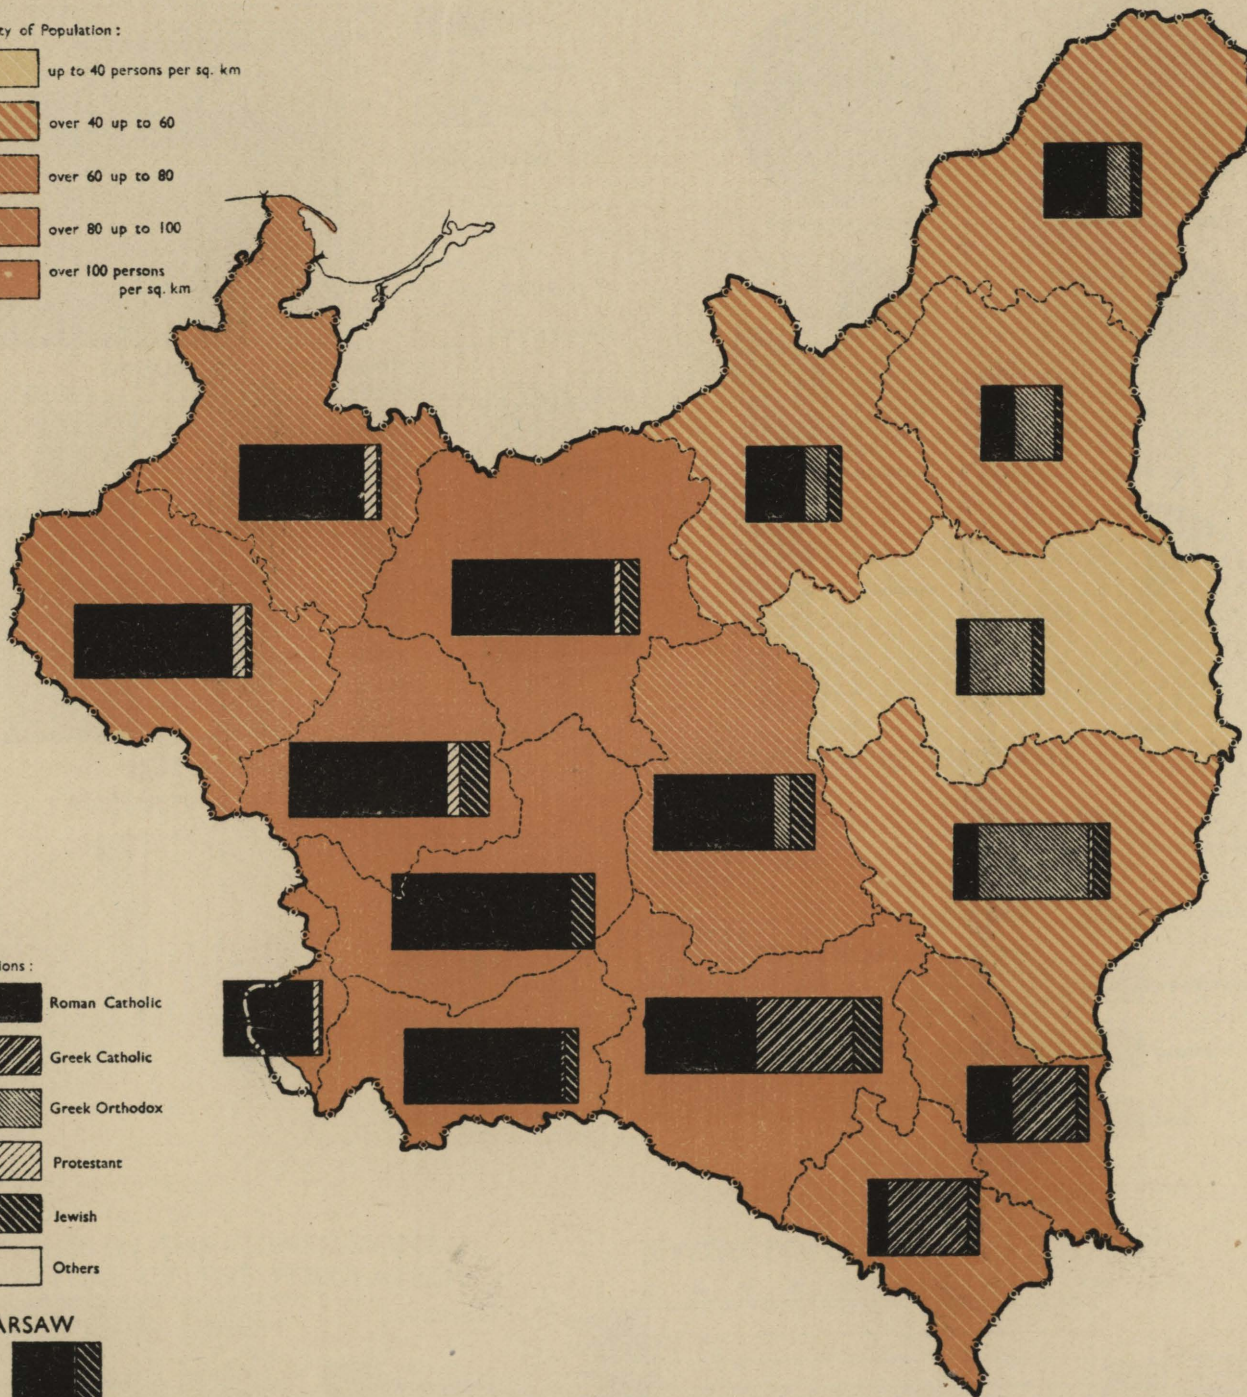 ty of Population :
up to 40 persons per sq. km
over 40 up to 60
over 60 up to 80
over 80 up to 100
over 100 persons
per sq. km
ions :
Roman Catholic
Greek Catholic
Greek Orthodox
Protestant
Jewish
Others
ARSAW